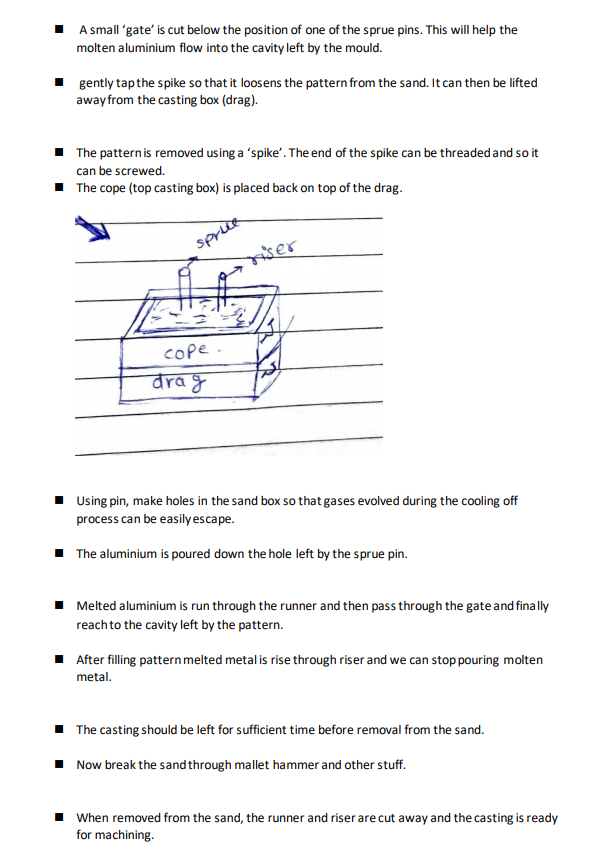 ■ A small ‘gate’ is cut below the position of one of the sprue pins. This will help the
molten aluminium flow into the cavity left by the mould.
■ gently tap the spike so that it loosens the pattern from the sand. It can then be lifted
away from the casting box (drag).
■ The pattern is removed using a ‘spike’. The end of the spike can be threaded and so it
can be screwed.
■ The cope (top casting box) is placed back on top of the drag.
sprue
riser
cope.
drag
■ Using pin, make holes in the sand box so that gases evolved during the cooling off
process can be easily escape.
■ The aluminium is poured down the hole left by the sprue pin.
■ Melted aluminium is run through the runner and then pass through the gate and finally
reach to the cavity left by the pattern.
■ After filling pattern melted metal is rise through riser and we can stop pouring molten
metal.
■ The casting should be left for sufficient time before removal from the sand.
■ Now break the sand through mallet hammer and other stuff.
■ When removed from the sand, the runner and riser are cut away and the casting is ready
for machining.